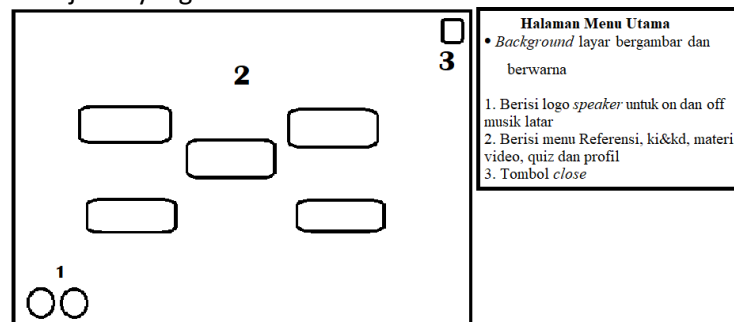 3
2
1
Halaman Menu Utama
• Background layar bergambar dan
berwarna
1. Berisi logo speaker untuk on dan off
musik latar
2. Berisi menu Referensi, ki&kd, materi
video, quiz dan profil
3. Tombol close